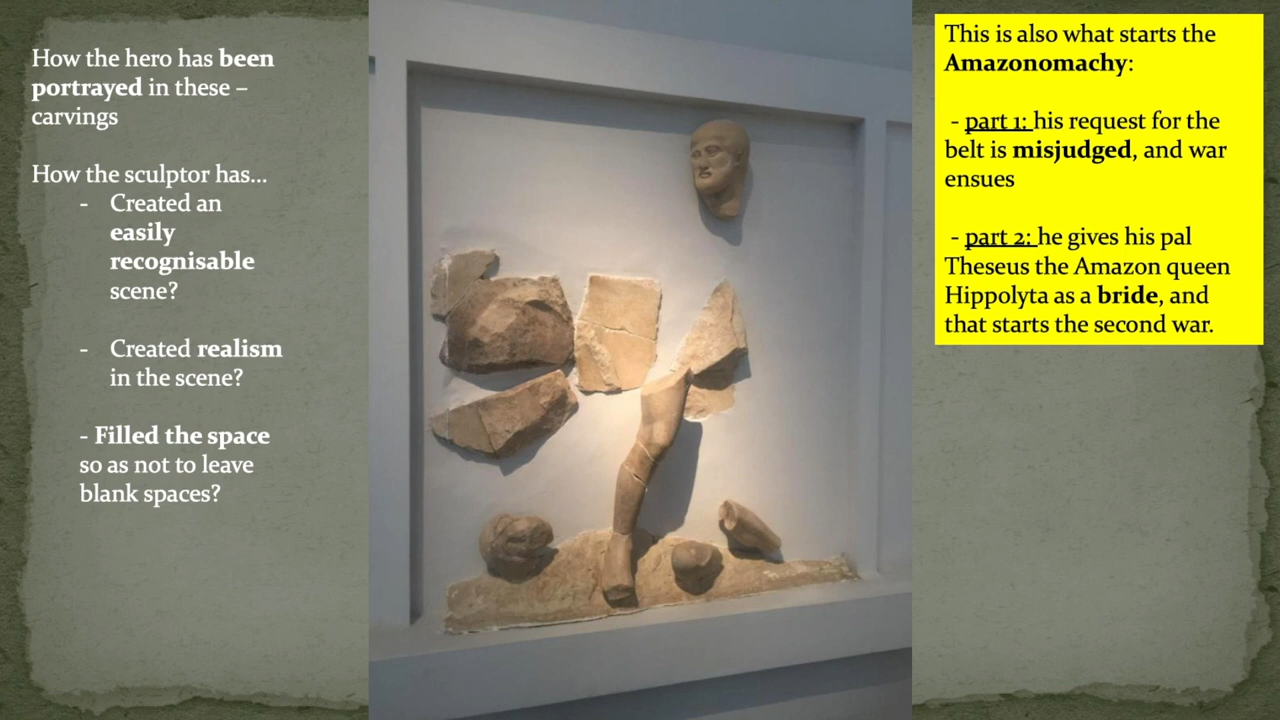 How the hero has been
portrayed in these –
carvings
How the sculptor has...
- Created an
easily
recognisable
scene?
- Created realism
in the scene?
- Filled the space
so as not to leave
blank spaces?
This is also what starts the
Amazonomachy:
- part 1: his request for the
belt is misjudged, and war
ensues
- part 2: he gives his pal
Theseus the Amazon queen
Hippolyta as a bride, and
that starts the second war.